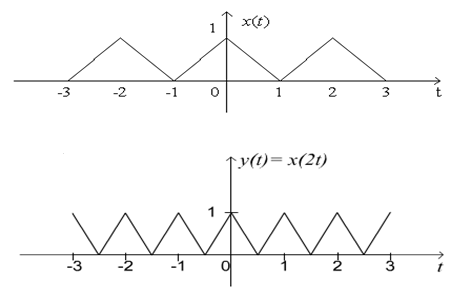 x(t)
1
-3 -2 -1 0 1 2 3 t
y(t)= x(2t)
1
-3 -2 -1 0 1 2 3 t